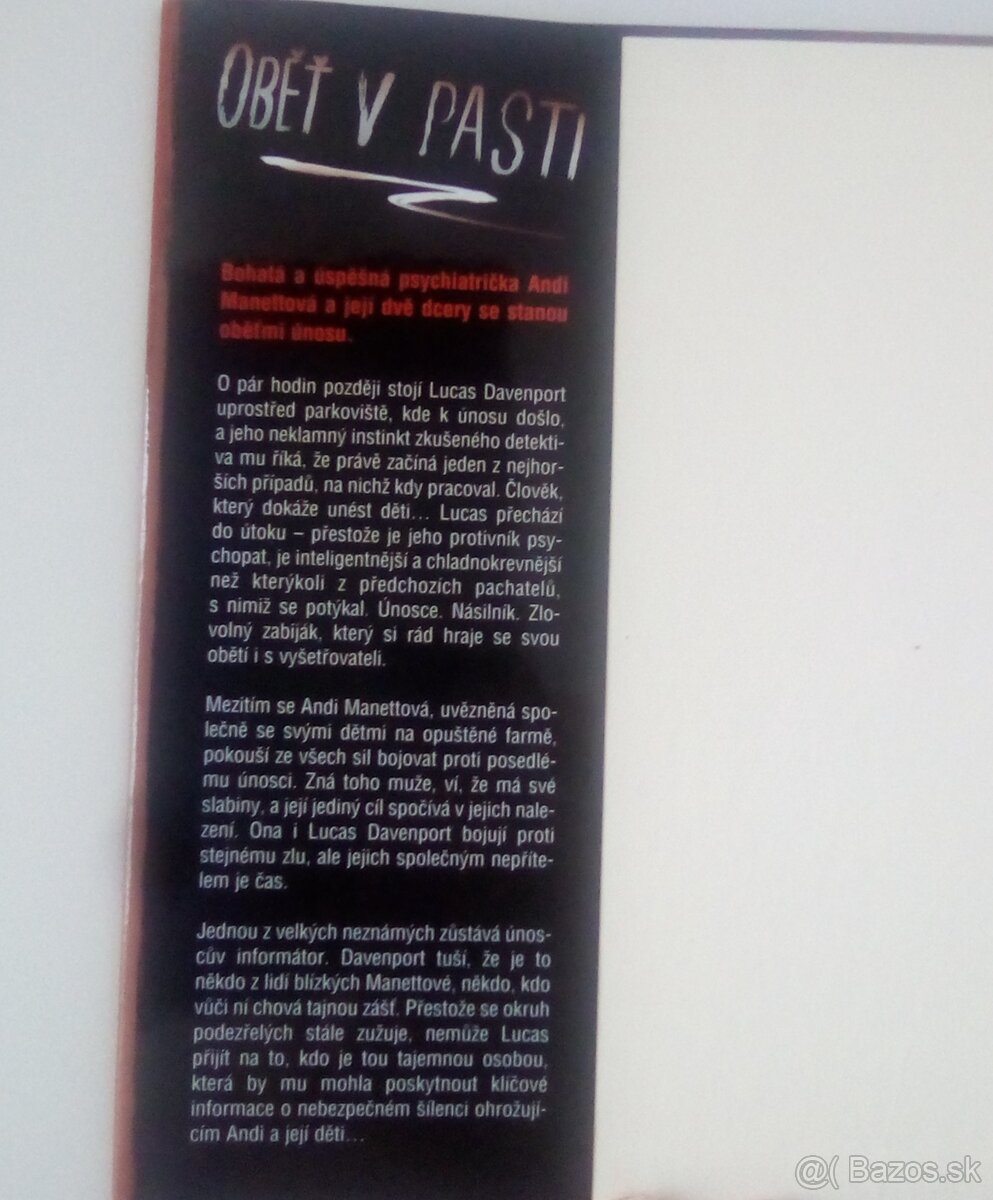 OBĚŤ V PASTI
Bohatá a úspěšná psychiatrička Andi
Manettová a její dvě dcery se stanou
oběťmi únosu.
O pár hodin později stojí Lucas Davenport
uprostřed parkoviště, kde k únosu došlo,
a jeho neklamný instinkt zkušeného detekti-
va mu říká, že právě začíná jeden z nejhor-
ších případů, na nichž kdy pracoval. Člověk,
který dokáže unést děti... Lucas přechází
do útoku – přestože je jeho protivník psy-
chopat, je inteligentnější a chladnokrevnější
než kterýkoli z předchozích pachatelů,
s nimiž se potýkal. Únosce. Násilník. Zlo-
volný zabiják, který si rád hraje se svou
obětí i s vyšetřovateli.
Mezitím se Andi Manettová, uvězněná spo-
lečně se svými dětmi na opuštěné farmě,
pokouší ze všech sil bojovat proti posedlé-
mu únosci. Zná toho muže, ví, že má své
slabiny, a její jediný cíl spočívá v jejich nale-
zení. Ona i Lucas Davenport bojují proti
stejnému zlu, ale jejich společným nepříte-
lem je čas.
Jednou z velkých neznámých zůstává únos-
cův informátor. Davenport tuší, že je to
někdo z lidí blízkých Manettové, někdo, kdo
vůči ní chová tajnou zášť. Přestože se okruh
podezřelých stále zužuje, nemůže Lucas
přijít na to, kdo je tou tajemnou osobou,
která by mu mohla poskytnout klíčové
informace o nebezpečném šílenci ohrožují-
cím Andi a její děti...
@( Bazos.sk